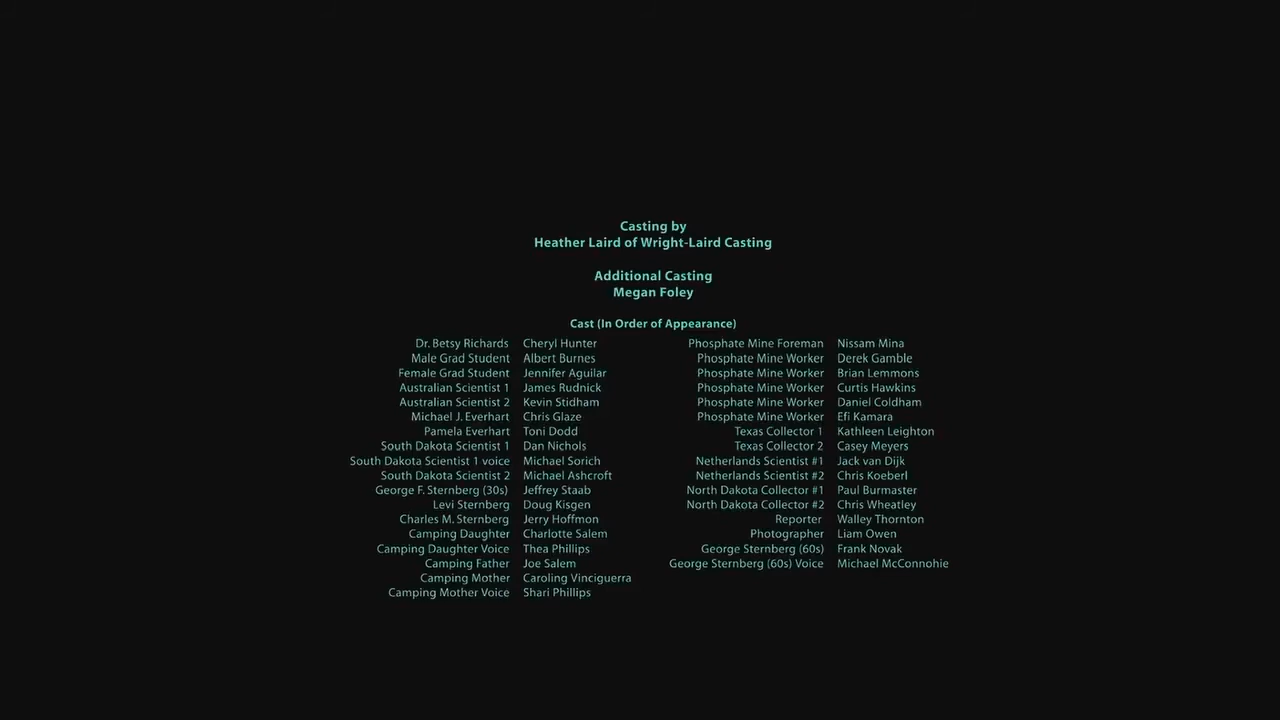 Casting by
Heather Laird of Wright-Laird Casting
Additional Casting
Megan Foley
Cast (In Order of Appearance)
Dr. Betsy Richards Cheryl Hunter
Male Grad Student Albert Burnes
Female Grad Student Jennifer Aguilar
Australian Scientist 1 James Rudnick
Australian Scientist 2 Kevin Stidham
Michael J. Everhart Chris Glaze
Pamela Everhart Toni Dodd
South Dakota Scientist 1 Dan Nichols
South Dakota Scientist 1 voice Michael Sorich
South Dakota Scientist 2 Michael Ashcroft
George F. Sternberg (30s) Jeffrey Staab
Levi Sternberg Doug Kisgen
Charles M. Sternberg Jerry Hoffmon
Camping Daughter Charlotte Salem
Camping Daughter Voice Thea Phillips
Camping Father Joe Salem
Camping Mother Caroling Vinciguerra
Camping Mother Voice Shari Phillips
Phosphate Mine Foreman Nissam Mina
Phosphate Mine Worker Derek Gamble
Phosphate Mine Worker Brian Lemmons
Phosphate Mine Worker Curtis Hawkins
Phosphate Mine Worker Daniel Coldham
Phosphate Mine Worker Efi Kamara
Texas Collector 1 Kathleen Leighton
Texas Collector 2 Casey Meyers
Netherlands Scientist #1 Jack van Dijk
Netherlands Scientist #2 Chris Koeberl
North Dakota Collector #1 Paul Burmaster
North Dakota Collector #2 Chris Wheatley
Reporter Walley Thornton
Photographer Liam Owen
George Sternberg (60s) Frank Novak
George Sternberg (60s) Voice Michael McConnohie